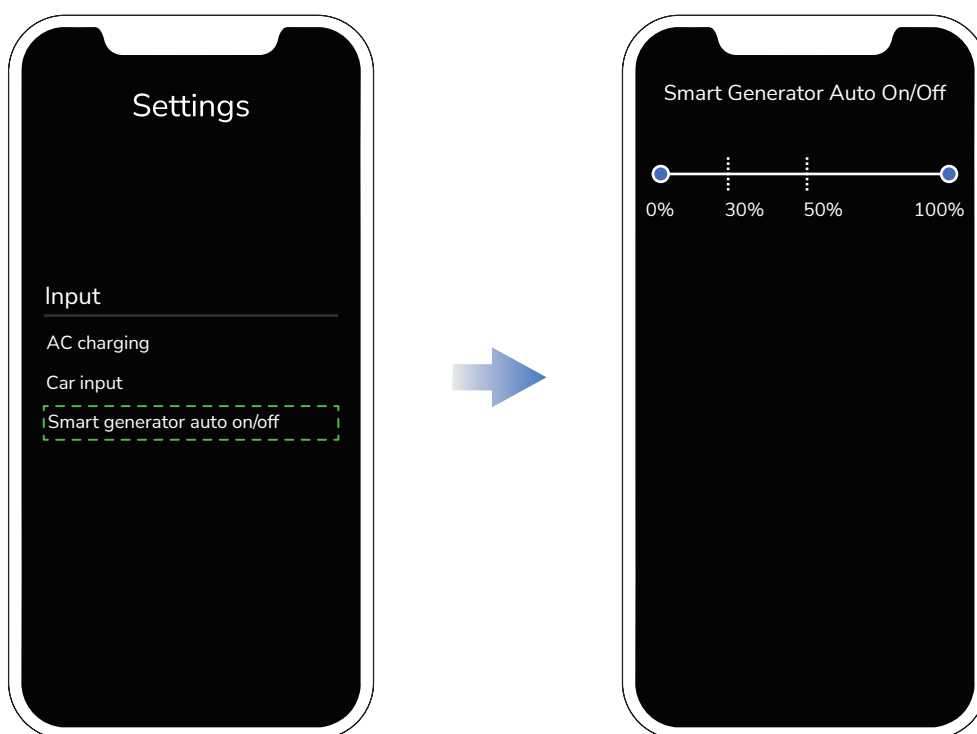 Settings
Input
AC charging
Car input
Smart generator auto on/off
Smart Generator Auto On/Off
0% 30% 50% 100%